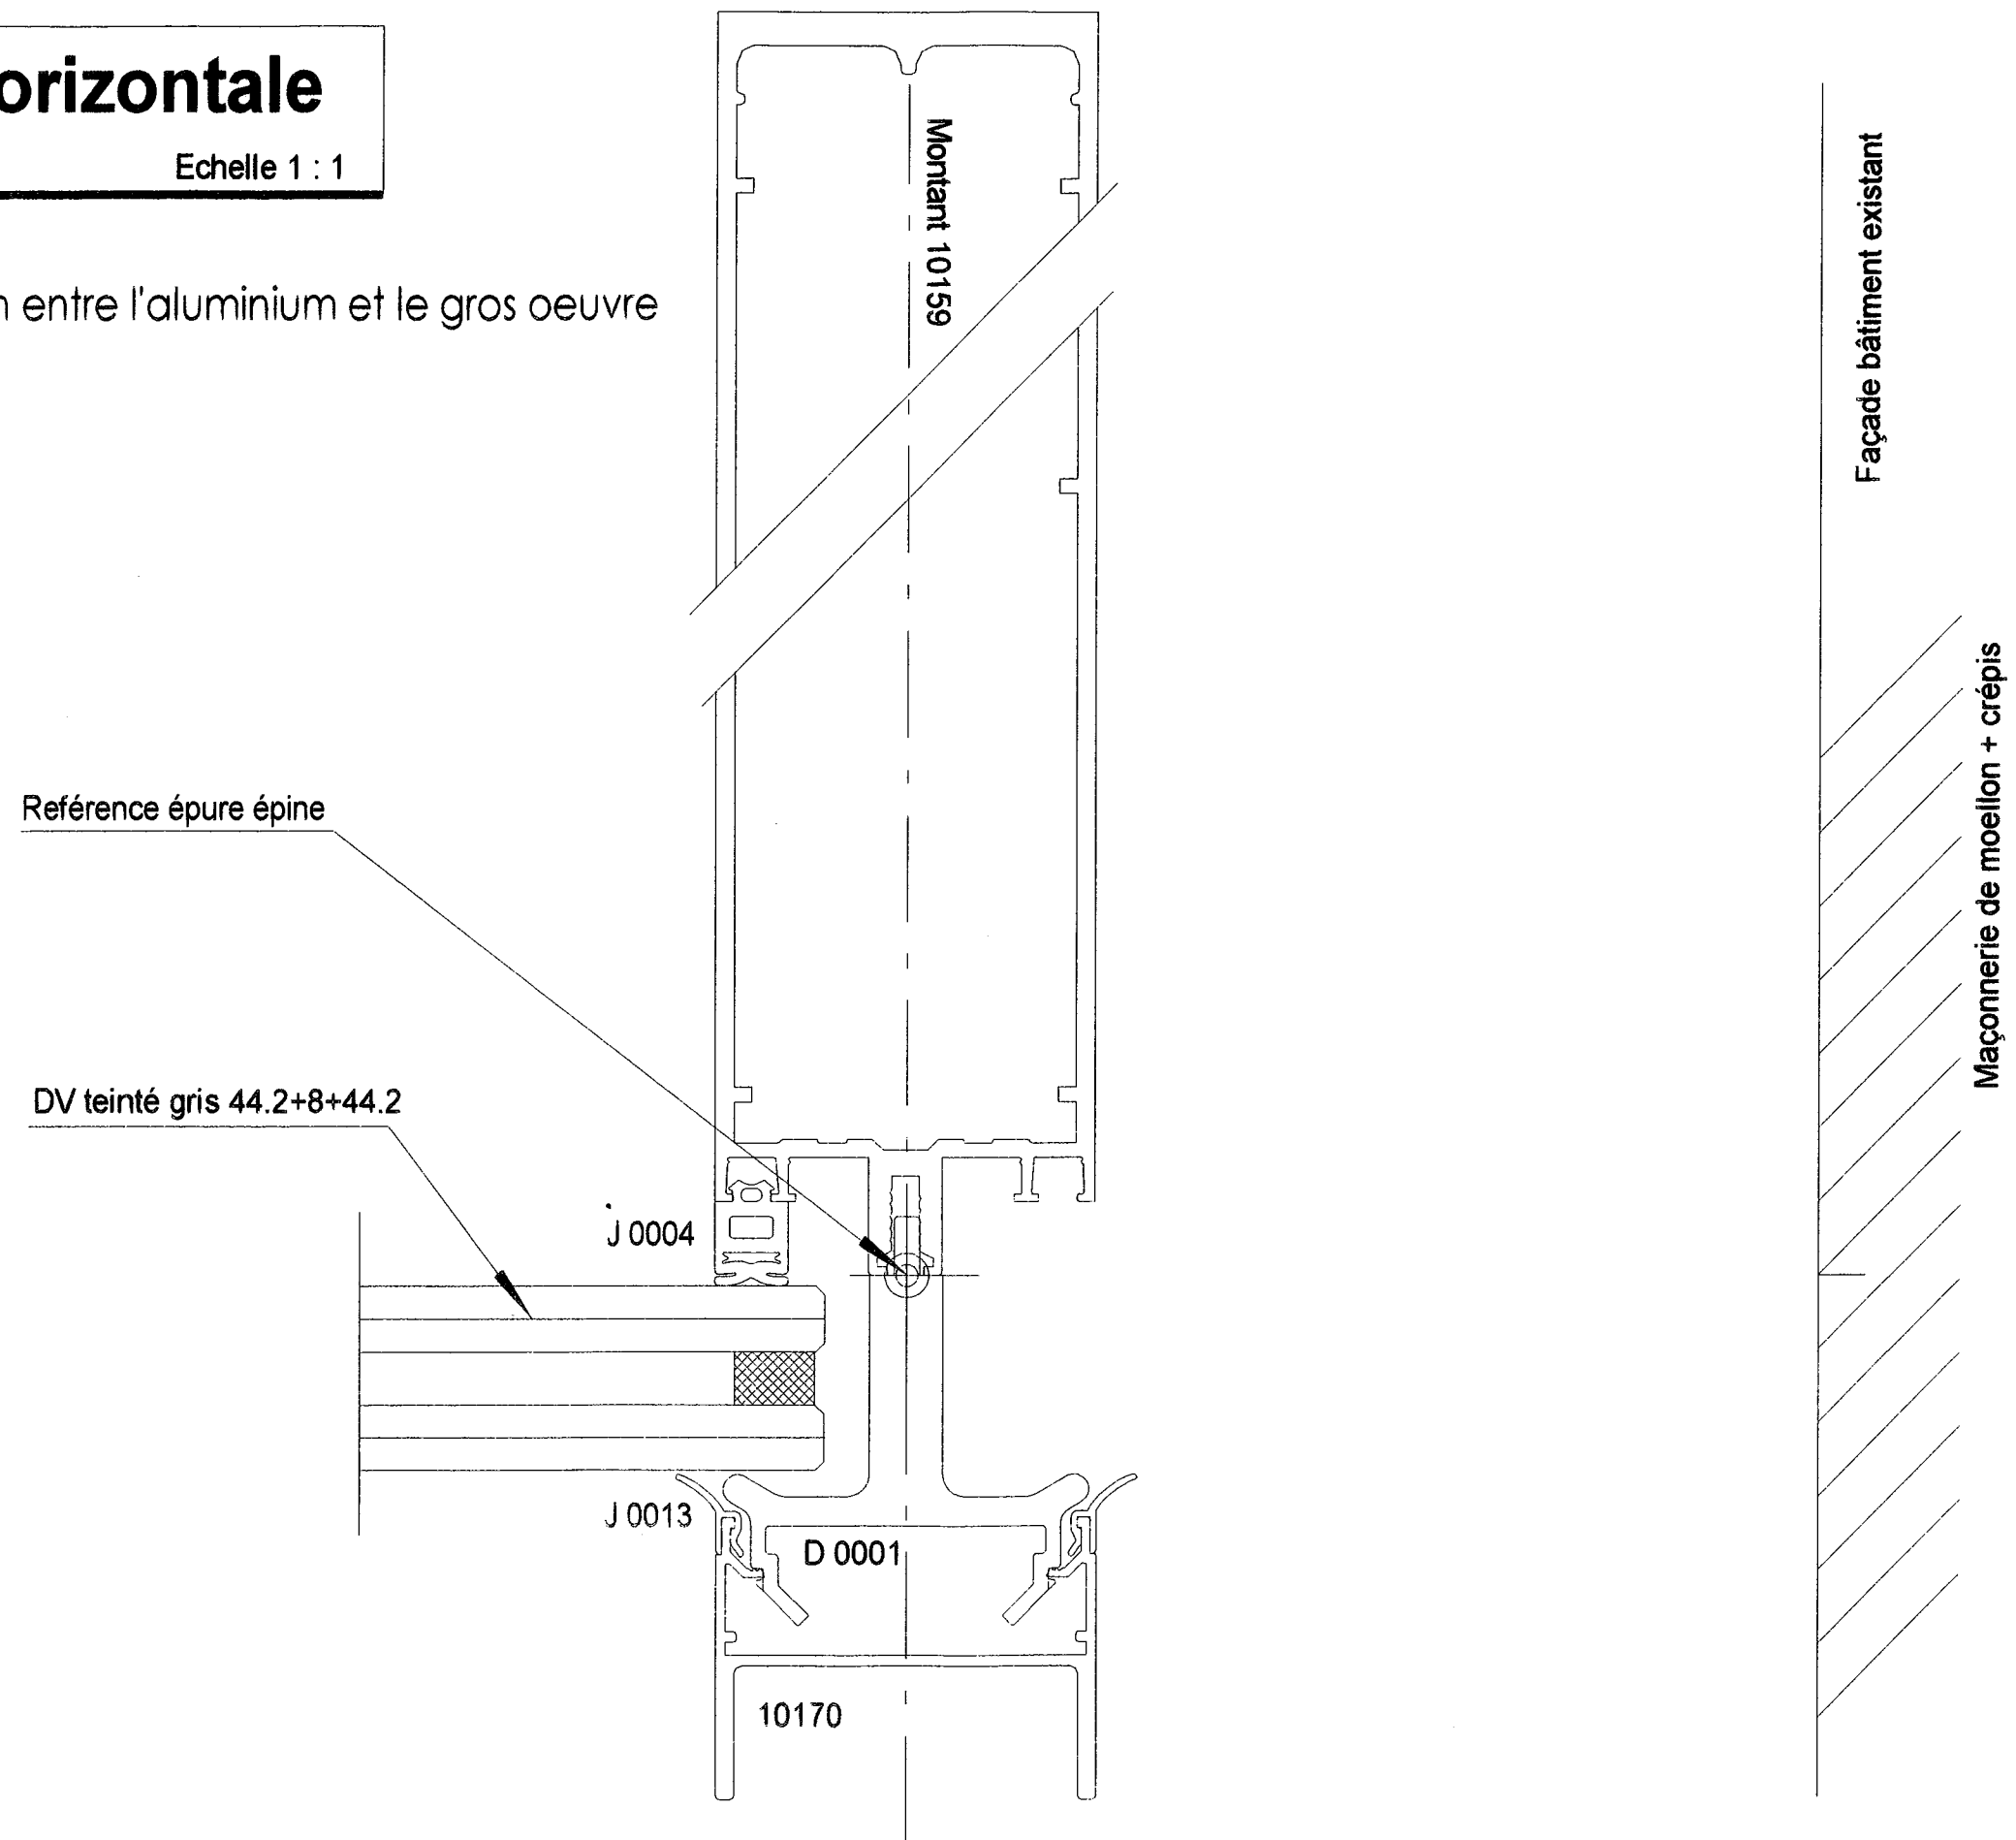 orizontale
Echelle 1 : 1
n entre l'aluminium et le gros oeuvre
Montant 10159
Façade bâtiment existant
Maçonnerie de moellon + crépis
Reférence épure épine
DV teinté gris 44.2+8+44.2
J 0004
J 0013
D 0001
10170